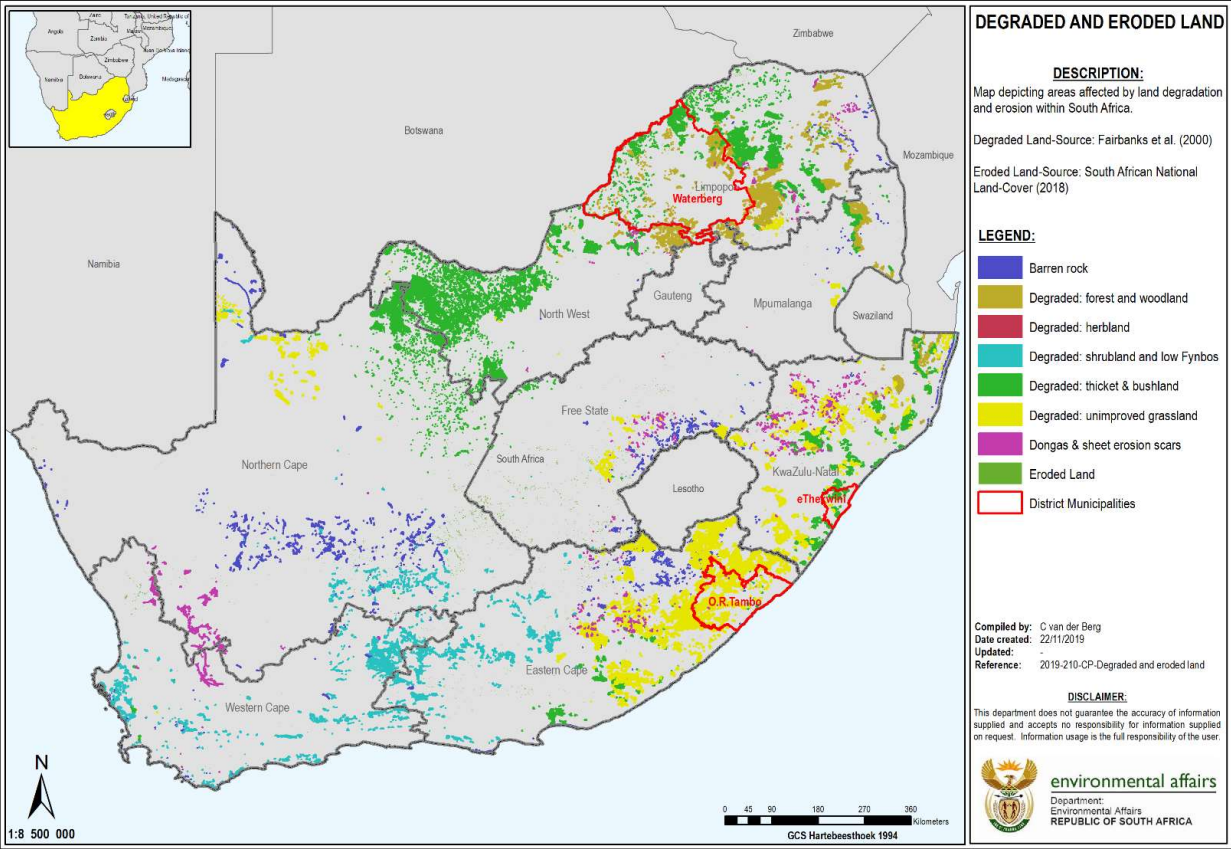 DEGRADED AND ERODED LAND
DESCRIPTION:
Map depicting areas affected by land degradation
and erosion within South Africa.
Degraded Land-Source: Fairbanks et al. (2000)
Eroded Land-Source: South African National
Land-Cover (2018)
LEGEND:
Barren rock
Degraded: forest and woodland
Degraded: herbland
Degraded: shrubland and low Fynbos
Degraded: thicket & bushland
Degraded: unimproved grassland
Dongas & sheet erosion scars
Eroded Land
District Municipalities
Compiled by: C van der Berg
Date created: 22/11/2019
Updated: -
Reference: 2019-210-CP-Degraded and eroded land
DISCLAIMER:
This department does not guarantee the accuracy of information
supplied and accepts no responsibility for information supplied
on request. Information usage is the full responsibility of the user.
environmental affairs
Department:
Environmental Affairs
REPUBLIC OF SOUTH AFRICA
Angola
Zambia
Zimbabwe
Namibia
Botswana
Zimbabwe
Botswana
Mozambique
Limpopo
Waterberg
Namibia
Gauteng
Mpumalanga
North West
Swaziland
Free State
South Africa
Northern Cape
KwaZulu-Natal
Lesotho
eThekwini
O.R.Tambo
Eastern Cape
Western Cape
N
1:8 500 000
0 45 90 180 270 360
Kilometers
GCS Hartebeesthoek 1994